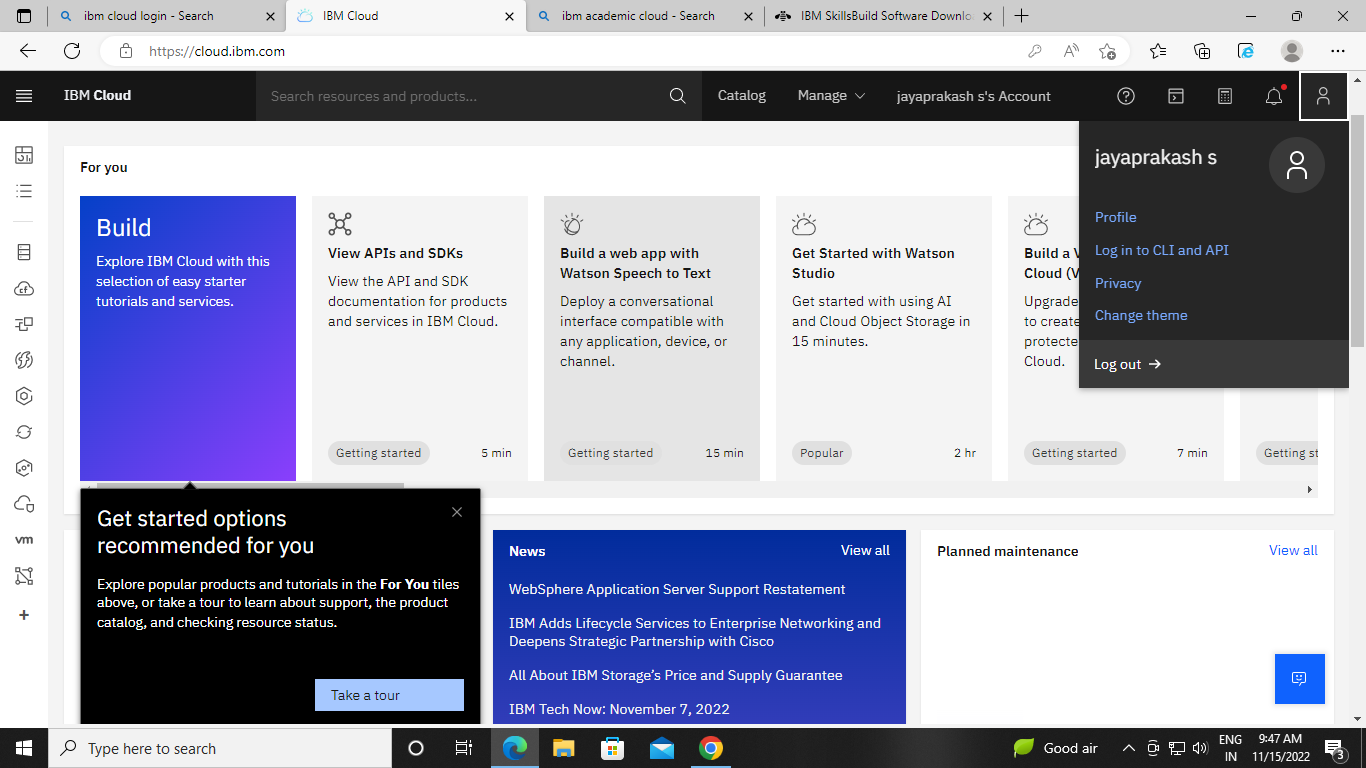 ibm cloud login - Search
IBM Cloud
ibm academic cloud - Search
IBM SkillsBuild Software Downlo
https://cloud.ibm.com
IBM Cloud
Search resources and products...
Catalog
Manage
jayaprakash s's Account
jayaprakash s
Profile
Log in to CLI and API
Privacy
Change theme
Log out →
For you
Build
Explore IBM Cloud with this
selection of easy starter
tutorials and services.
View APIs and SDKs
View the API and SDK
documentation for products
and services in IBM Cloud.
Getting started
5 min
Build a web app with
Watson Speech to Text
Deploy a conversational
interface compatible with
any application, device, or
channel.
Getting started
15 min
Get Started with Watson
Studio
Get started with using AI
and Cloud Object Storage in
15 minutes.
Popular
2 hr
Build a V
Cloud (V
Upgrade
to create
protecte
Cloud.
Getting started
7 min
Getting st
cf
vm
Get started options
recommended for you
Explore popular products and tutorials in the For You tiles
above, or take a tour to learn about support, the product
catalog, and checking resource status.
Take a tour
News
View all
WebSphere Application Server Support Restatement
IBM Adds Lifecycle Services to Enterprise Networking and
Deepens Strategic Partnership with Cisco
All About IBM Storage’s Price and Supply Guarantee
IBM Tech Now: November 7, 2022
Planned maintenance
View all
Type here to search
Good air
ENG
IN
9:47 AM
11/15/2022
3